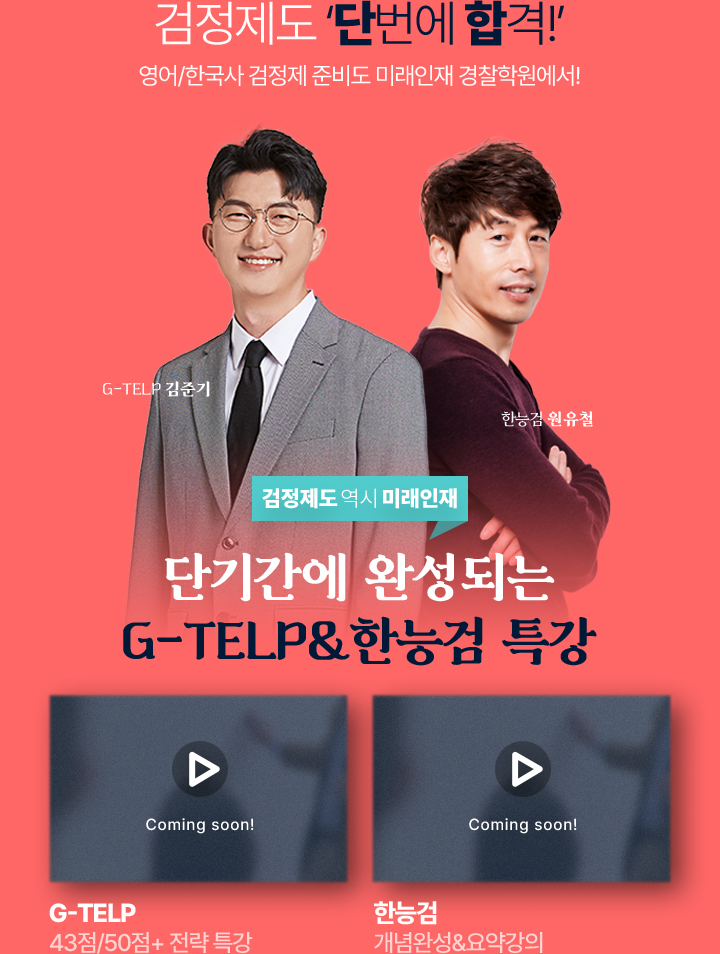 검정제도 ‘단번에 합격!’
영어/한국사 검정제 준비도 미래인재 경찰학원에서!
G-TELP 김준기
한능검 원유철
검정제도 역시 미래인재
단기간에 완성되는
G-TELP&한능검 특강
Coming soon!
Coming soon!
G-TELP
43점/50점+ 전략 특강
한능검
개념완성&요약강의